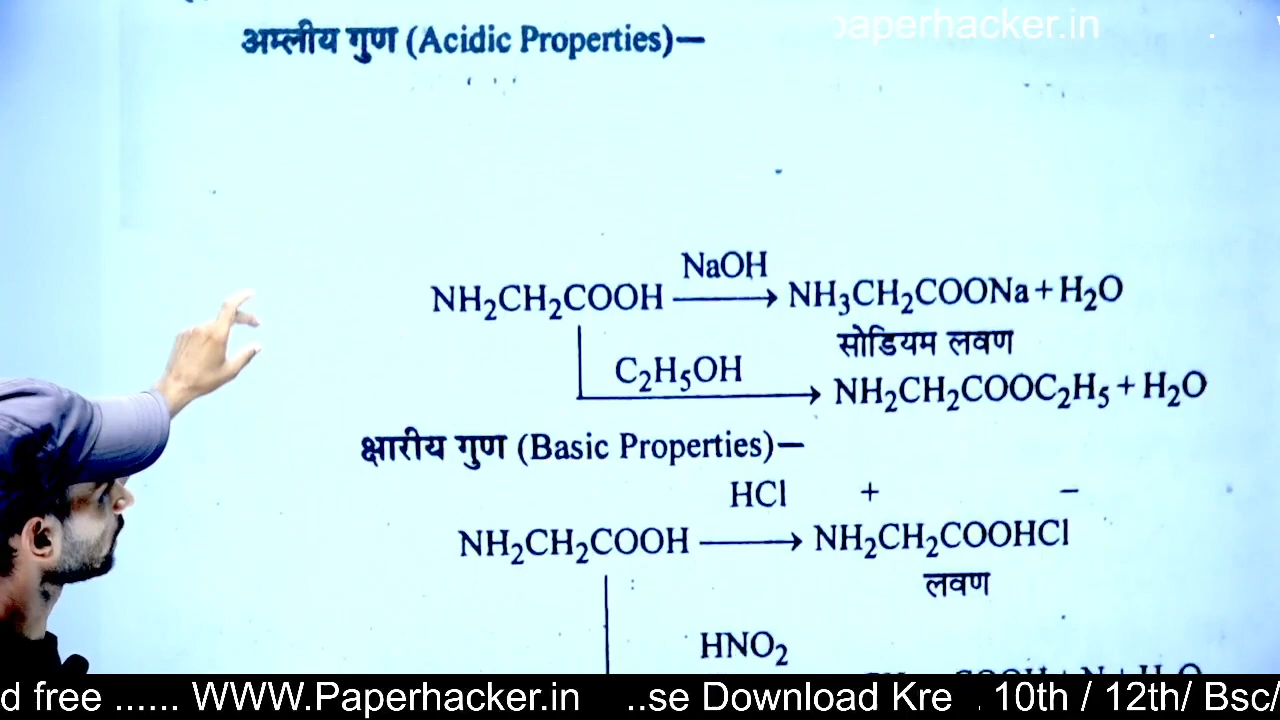 paperhacker.in
अम्लीय गुण (Acidic Properties)—
NaOH
NH₂CH₂COOH ⟶ NH₃CH₂COONa + H₂O
सोडियम लवण
C₂H₅OH
NH₂CH₂COOC₂H₅ + H₂O
क्षारीय गुण (Basic Properties)—
HCl + −
NH₂CH₂COOH ⟶ NH₂CH₂COOHCl
लवण
HNO₂
d free ...... WWW.Paperhacker.in ..se Download Kre . 10th / 12th/ Bsc/